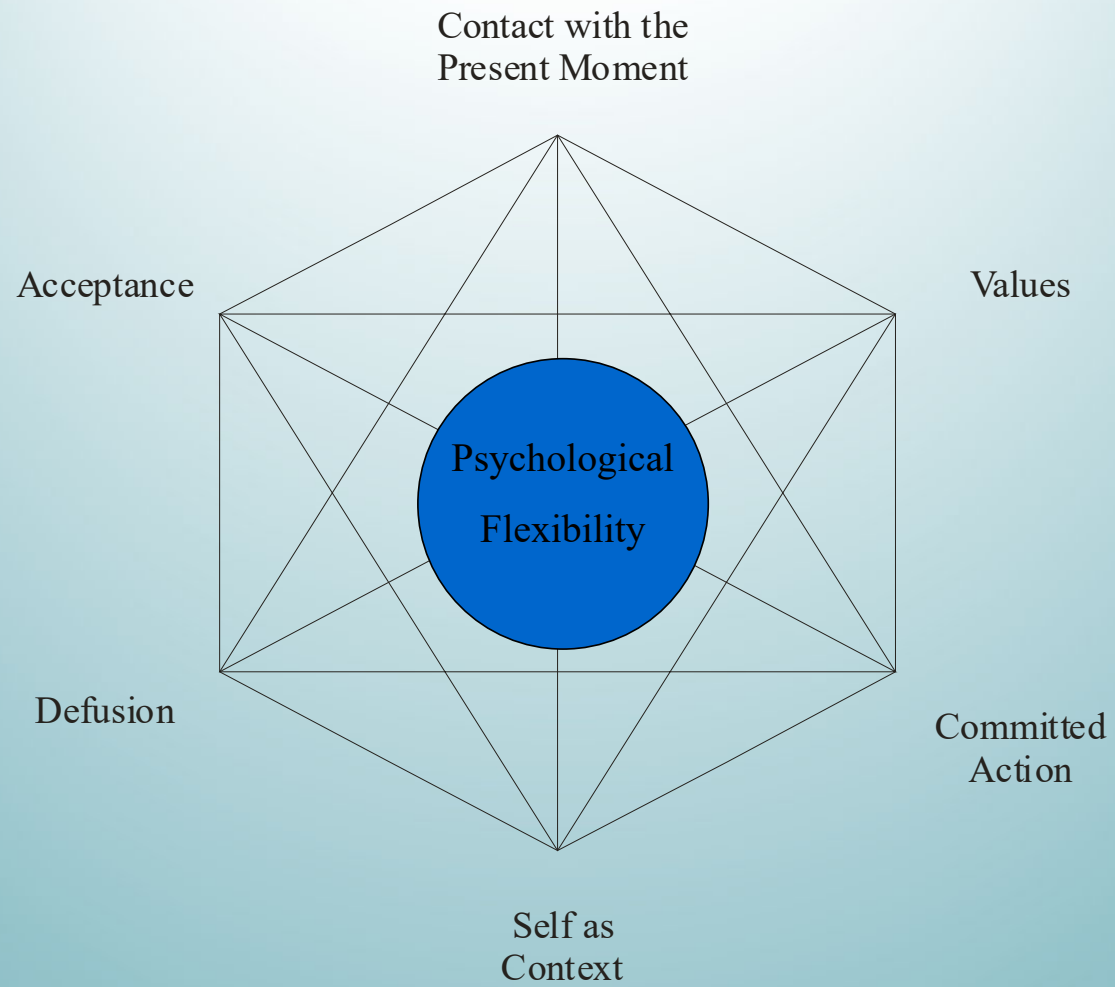 Contact with the
Present Moment
Acceptance
Values
Psychological
Flexibility
Defusion
Committed
Action
Self as
Context